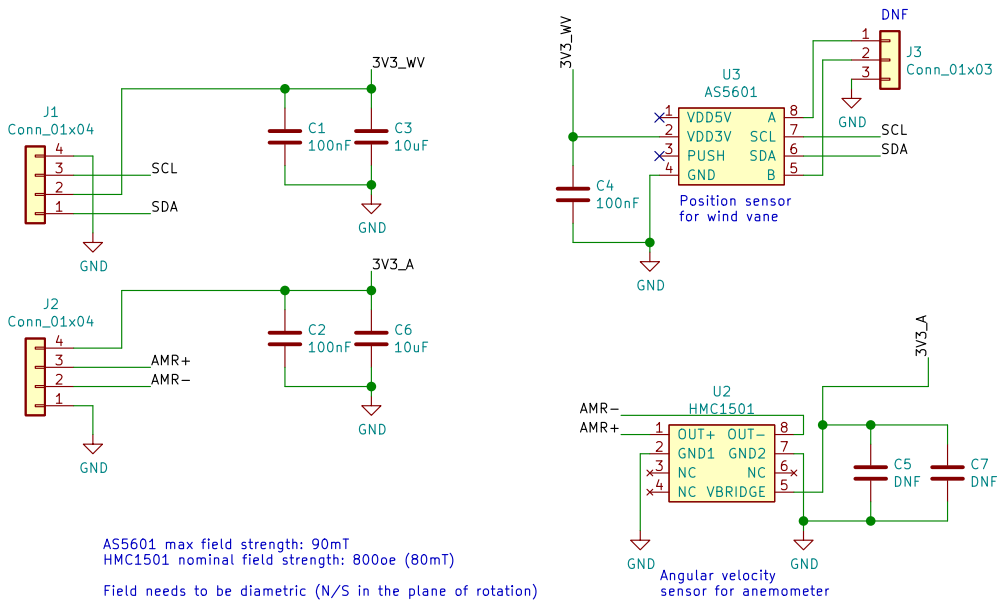 J1
Conn_01x04
4
3
2
1
SCL
SDA
GND
3V3_WV
C1
100nF
C3
10uF
GND
J2
Conn_01x04
4
3
2
1
AMR+
AMR-
GND
3V3_A
C2
100nF
C6
10uF
GND
AS5601 max field strength: 90mT
HMC1501 nominal field strength: 800oe (80mT)
Field needs to be diametric (N/S in the plane of rotation)
3V3_WV
U3
AS5601
1 VDD5V A 8
2 VDD3V SCL 7
3 PUSH SDA 6
4 GND B 5
SCL
SDA
C4
100nF
GND
Position sensor
for wind vane
DNF
1
2
3
J3
Conn_01x03
GND
3V3_A
U2
HMC1501
AMR-
AMR+
1 OUT+ OUT- 8
2 GND1 GND2 7
3 NC NC 6
4 NC VBRIDGE 5
C5
DNF
C7
DNF
GND
GND
Angular velocity
sensor for anemometer